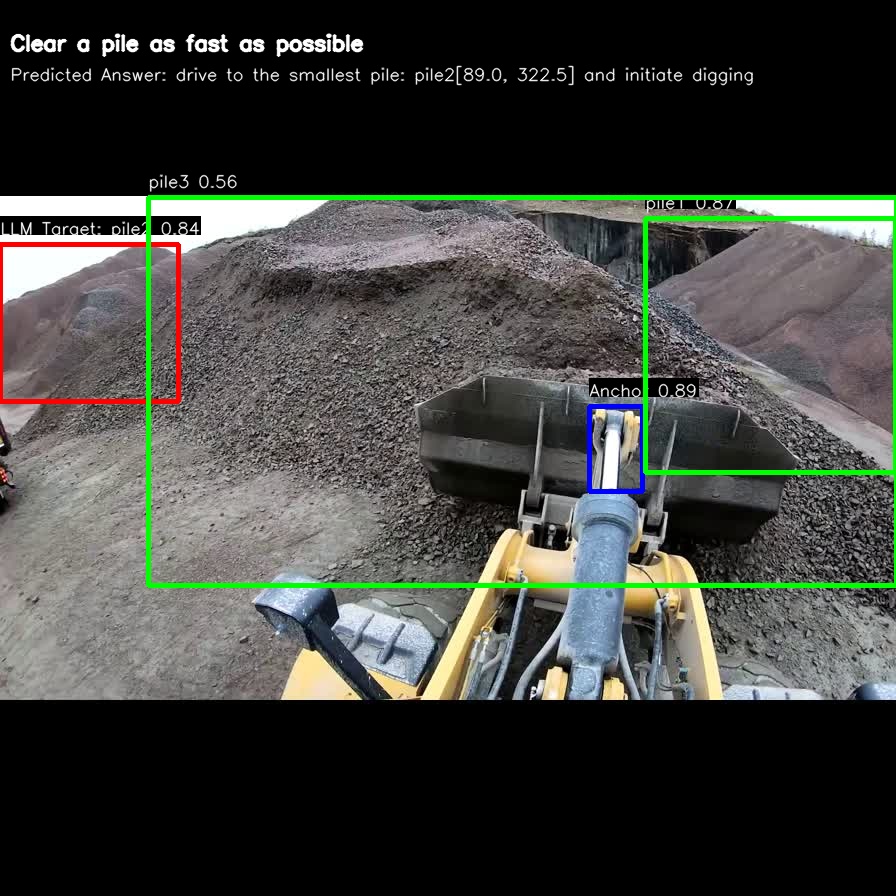 Clear a pile as fast as possible
Predicted Answer: drive to the smallest pile: pile2[89.0, 322.5] and initiate digging
pile3 0.56
pile1 0.87
LLM Target: pile2 0.84
Anchor 0.89